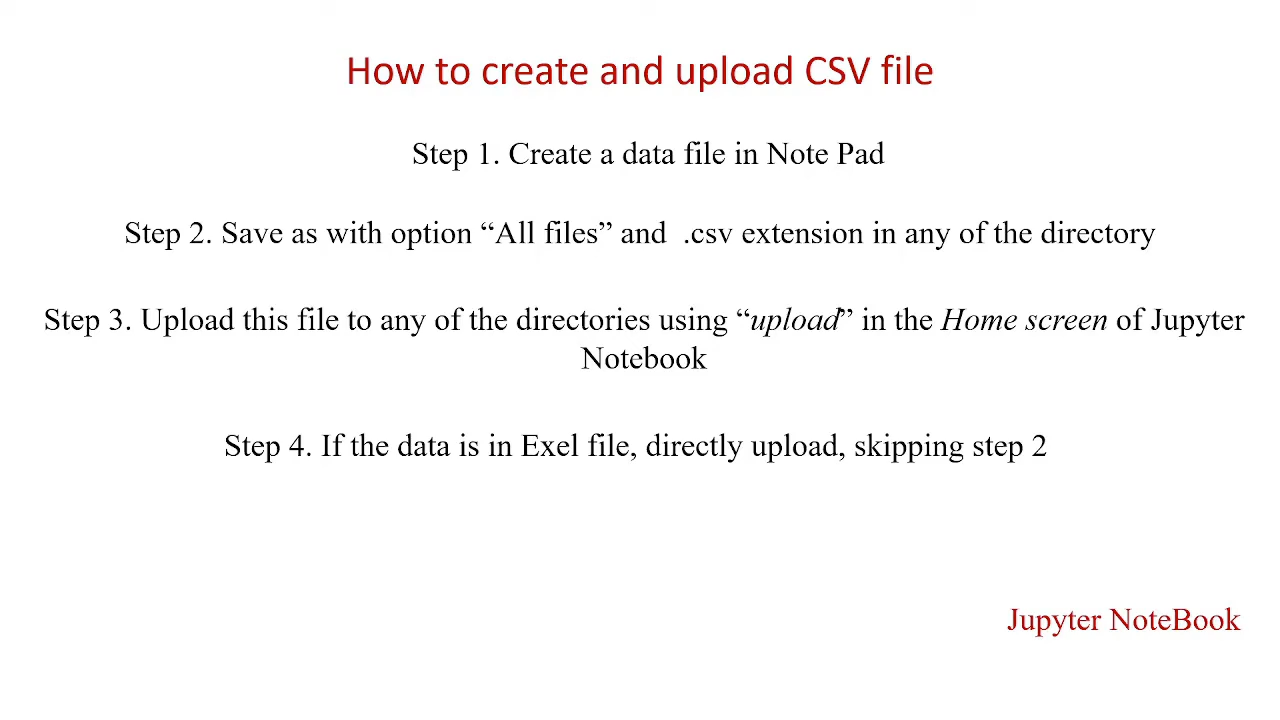 How to create and upload CSV file
Step 1. Create a data file in Note Pad
Step 2. Save as with option “All files” and  .csv extension in any of the directory
Step 3. Upload this file to any of the directories using “upload” in the Home screen of Jupyter
Notebook
Step 4. If the data is in Exel file, directly upload, skipping step 2
Jupyter NoteBook